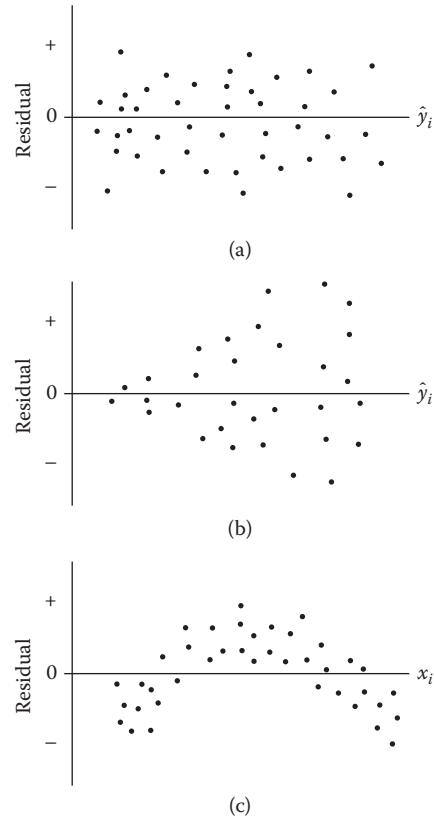 +
Residual
0
ŷᵢ
−
(a)
+
Residual
0
ŷᵢ
−
(b)
+
Residual
0
xᵢ
−
(c)